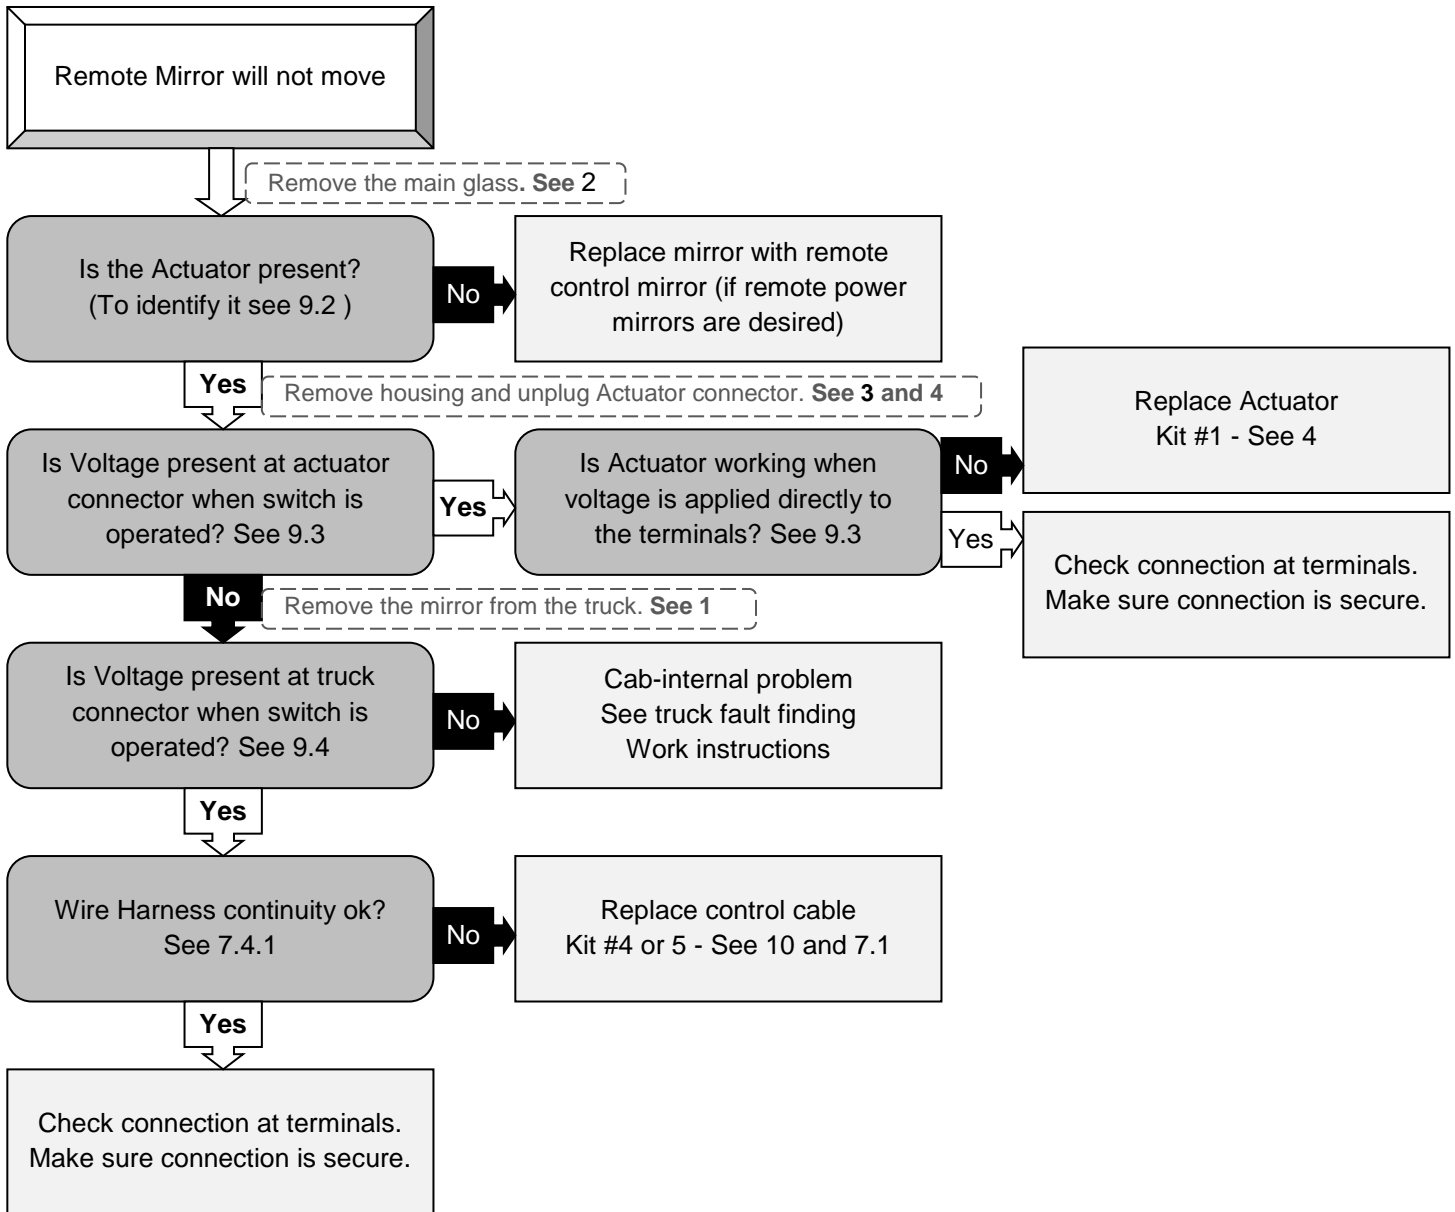 Remote Mirror will not move
Remove the main glass. See 2
Is the Actuator present?
(To identify it see 9.2 )
No
Replace mirror with remote
control mirror (if remote power
mirrors are desired)
Yes
Remove housing and unplug Actuator connector. See 3 and 4
Is Voltage present at actuator
connector when switch is
operated? See 9.3
Yes
Is Actuator working when
voltage is applied directly to
the terminals? See 9.3
No
Replace Actuator
Kit #1 - See 4
Yes
Check connection at terminals.
Make sure connection is secure.
No
Remove the mirror from the truck. See 1
Is Voltage present at truck
connector when switch is
operated? See 9.4
No
Cab-internal problem
See truck fault finding
Work instructions
Yes
Wire Harness continuity ok?
See 7.4.1
No
Replace control cable
Kit #4 or 5 - See 10 and 7.1
Yes
Check connection at terminals.
Make sure connection is secure.